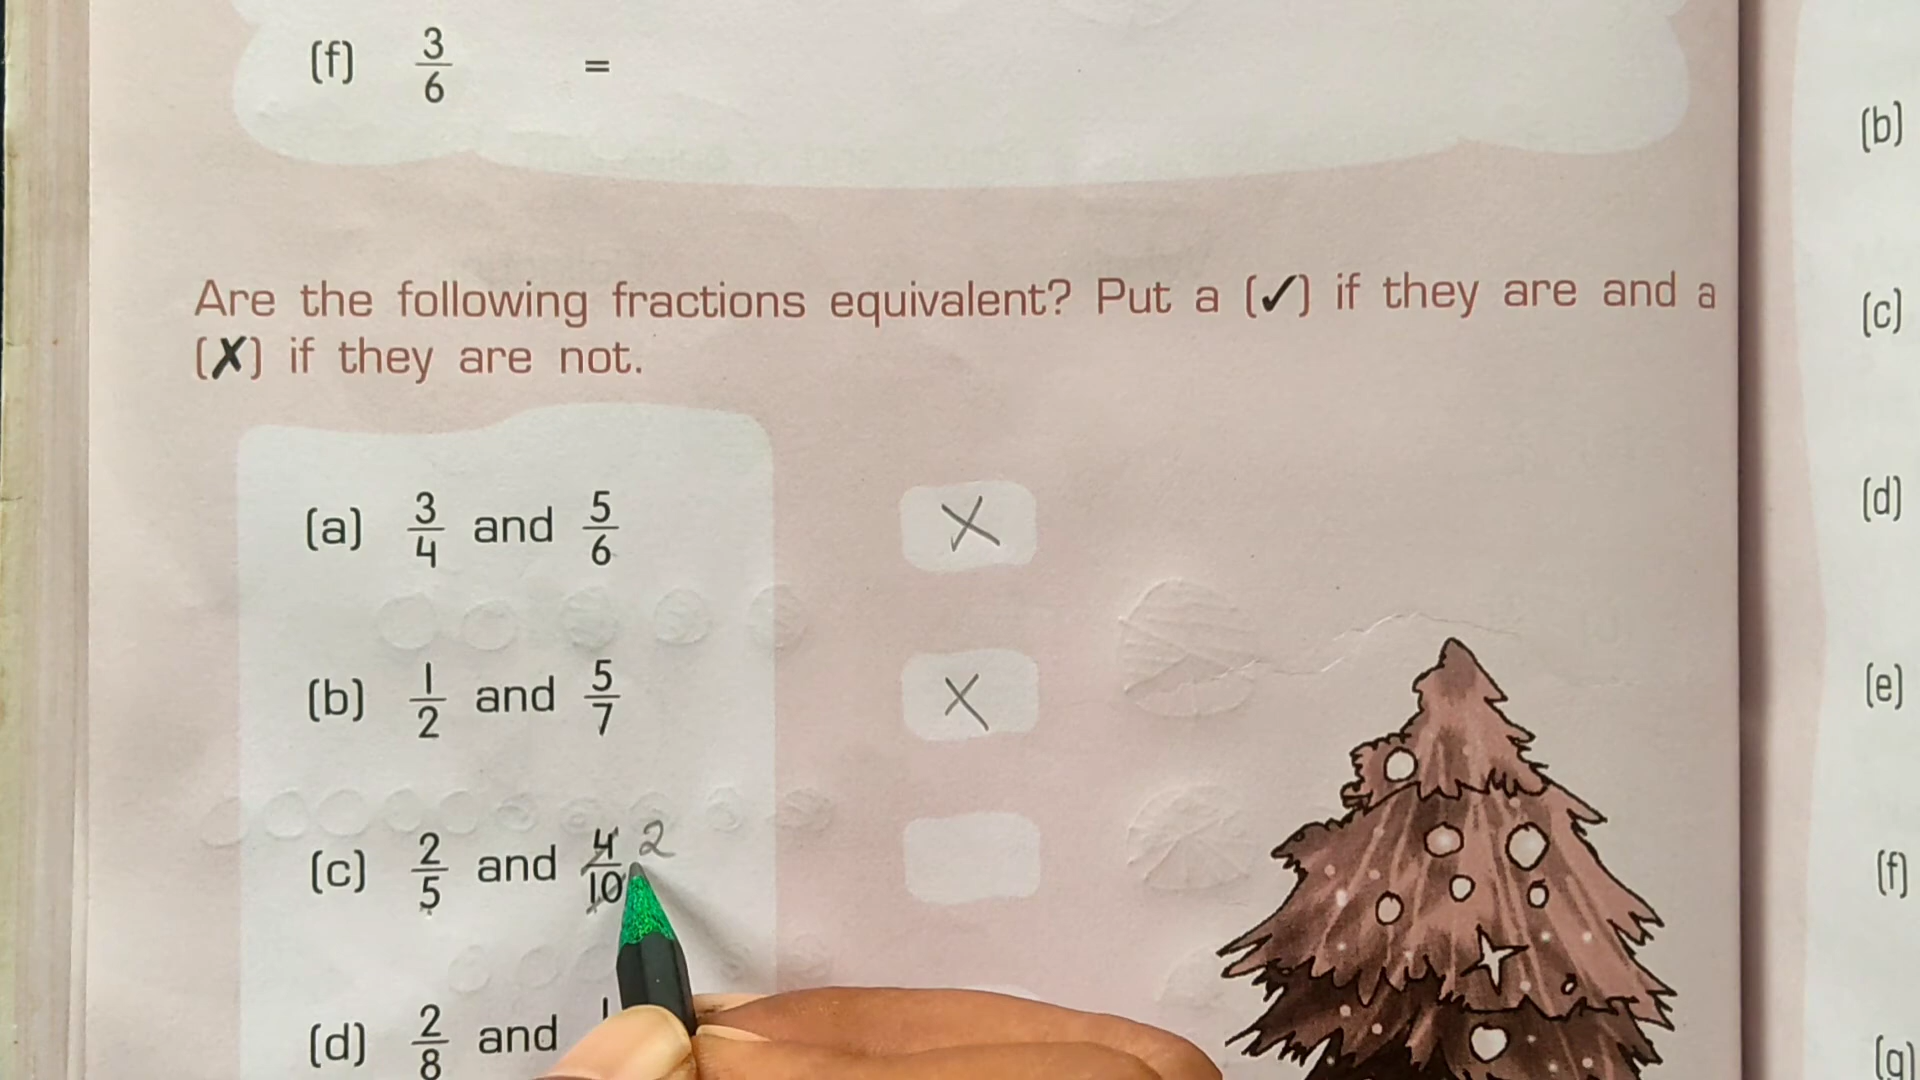 (f) 3/6 =
Are the following fractions equivalent? Put a (✓) if they are and a
(✗) if they are not.
(a) 3/4 and 5/6 X
(b) 1/2 and 5/7 X
(c) 2/5 and 4/10 2
(d) 2/8 and
(b)
(c)
(d)
(e)
(f)
(g)